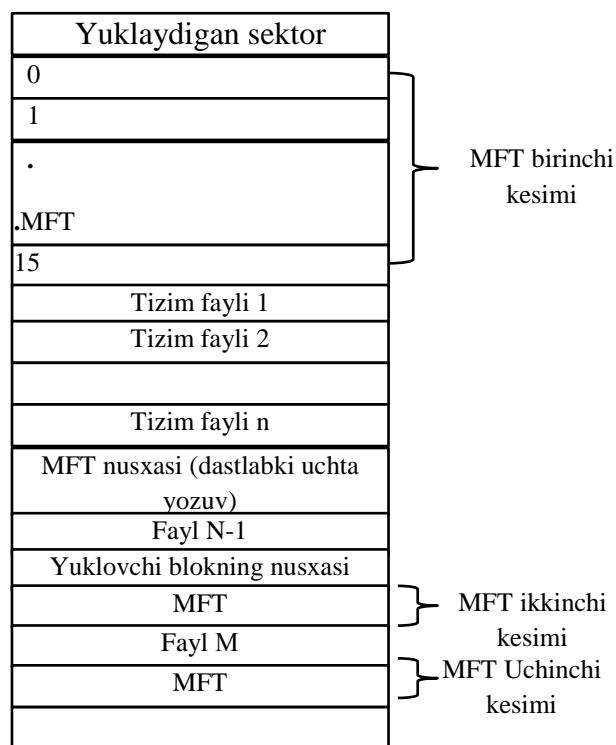 Yuklaydigan sektor
0
1
.
.MFT
15
MFT birinchi
kesimi
Tizim fayli 1
Tizim fayli 2
Tizim fayli n
MFT nusxasi (dastlabki uchta
yozuv)
Fayl N-1
Yuklovchi blokning nusxasi
MFT
MFT ikkinchi
kesimi
Fayl M
MFT
MFT Uchinchi
kesimi